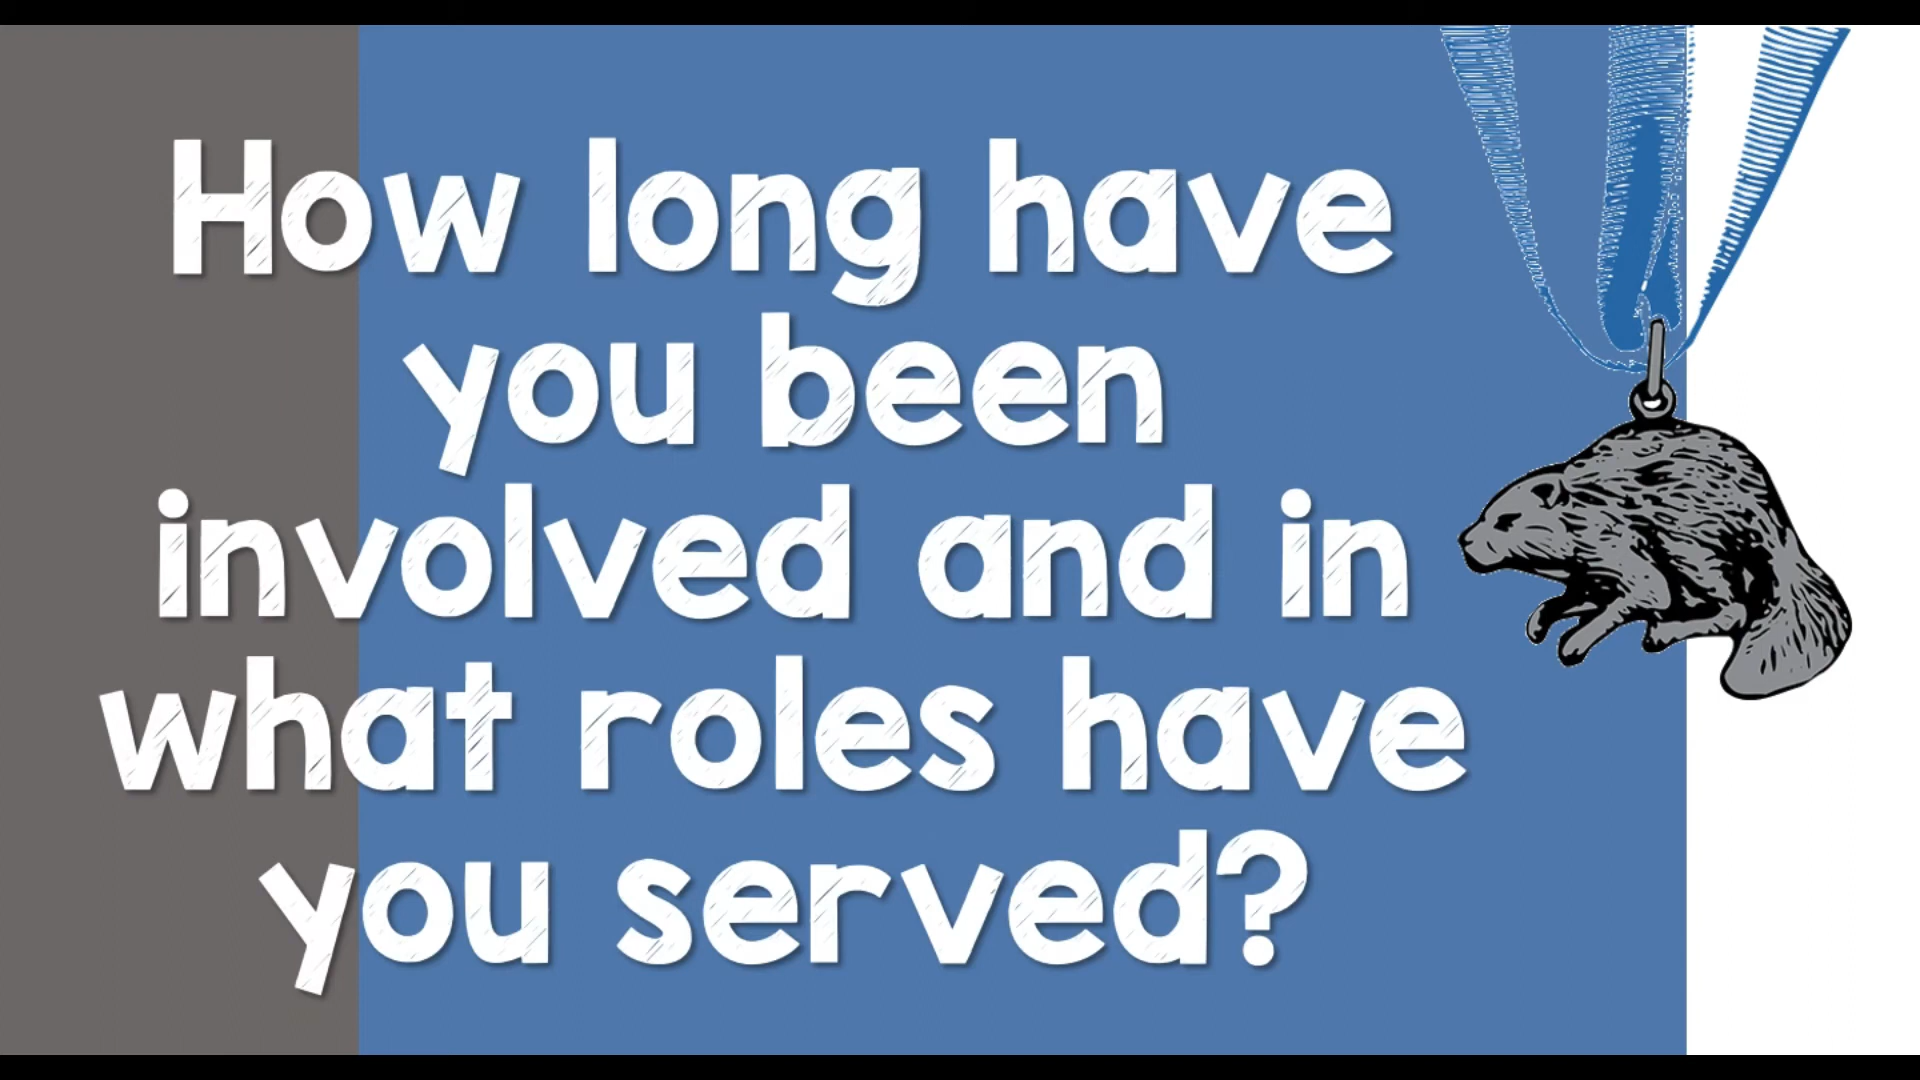 How long have
you been
involved and in
what roles have
you served?